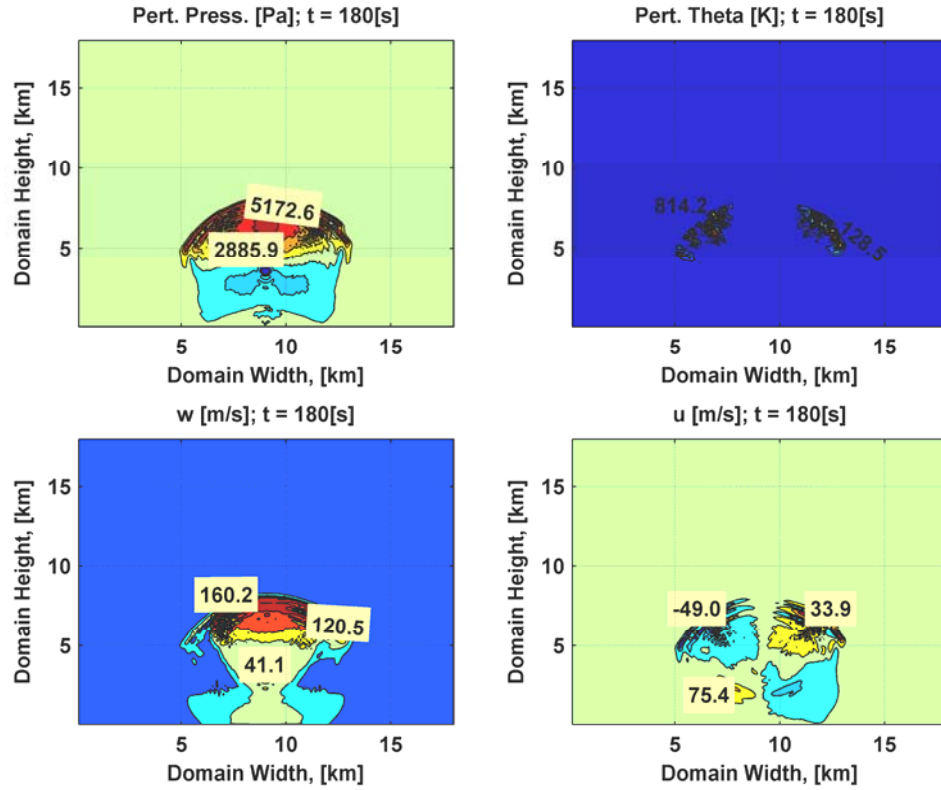 Pert. Press. [Pa]; t = 180[s]
Pert. Theta [K]; t = 180[s]
Domain Height, [km]
15
10
5
5172.6
2885.9
5 10 15
Domain Width, [km]
Domain Height, [km]
15
10
5
814.2
128.5
5 10 15
Domain Width, [km]
w [m/s]; t = 180[s]
u [m/s]; t = 180[s]
Domain Height, [km]
15
10
5
160.2
120.5
41.1
5 10 15
Domain Width, [km]
Domain Height, [km]
15
10
5
-49.0
33.9
75.4
5 10 15
Domain Width, [km]